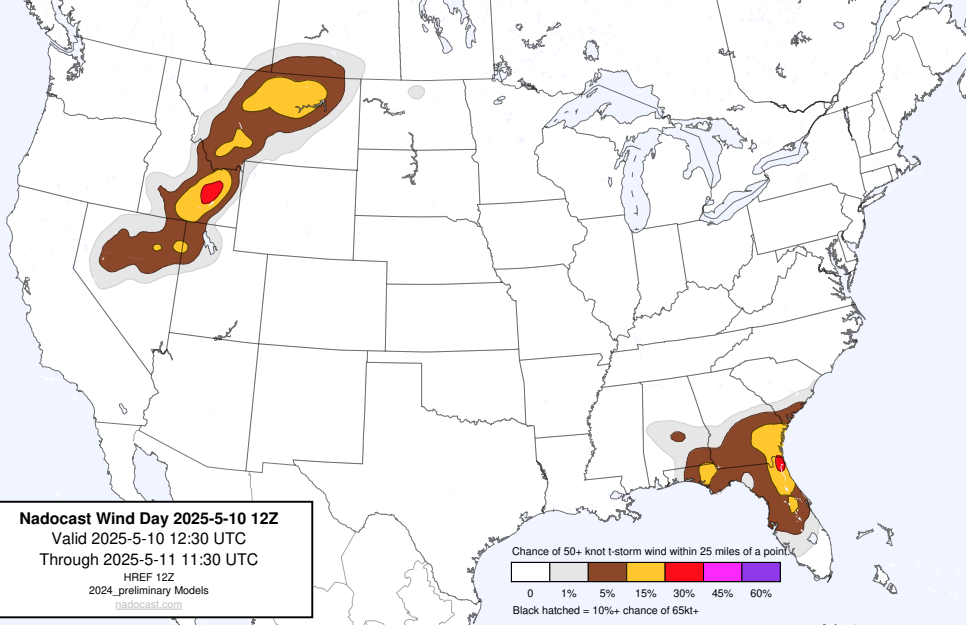 Nadocast Wind Day 2025-5-10 12Z
Valid 2025-5-10 12:30 UTC
Through 2025-5-11 11:30 UTC
HREF 12Z
2024_preliminary Models
nadocast.com
Chance of 50+ knot t-storm wind within 25 miles of a point.
0 1% 5% 15% 30% 45% 60%
Black hatched = 10%+ chance of 65kt+